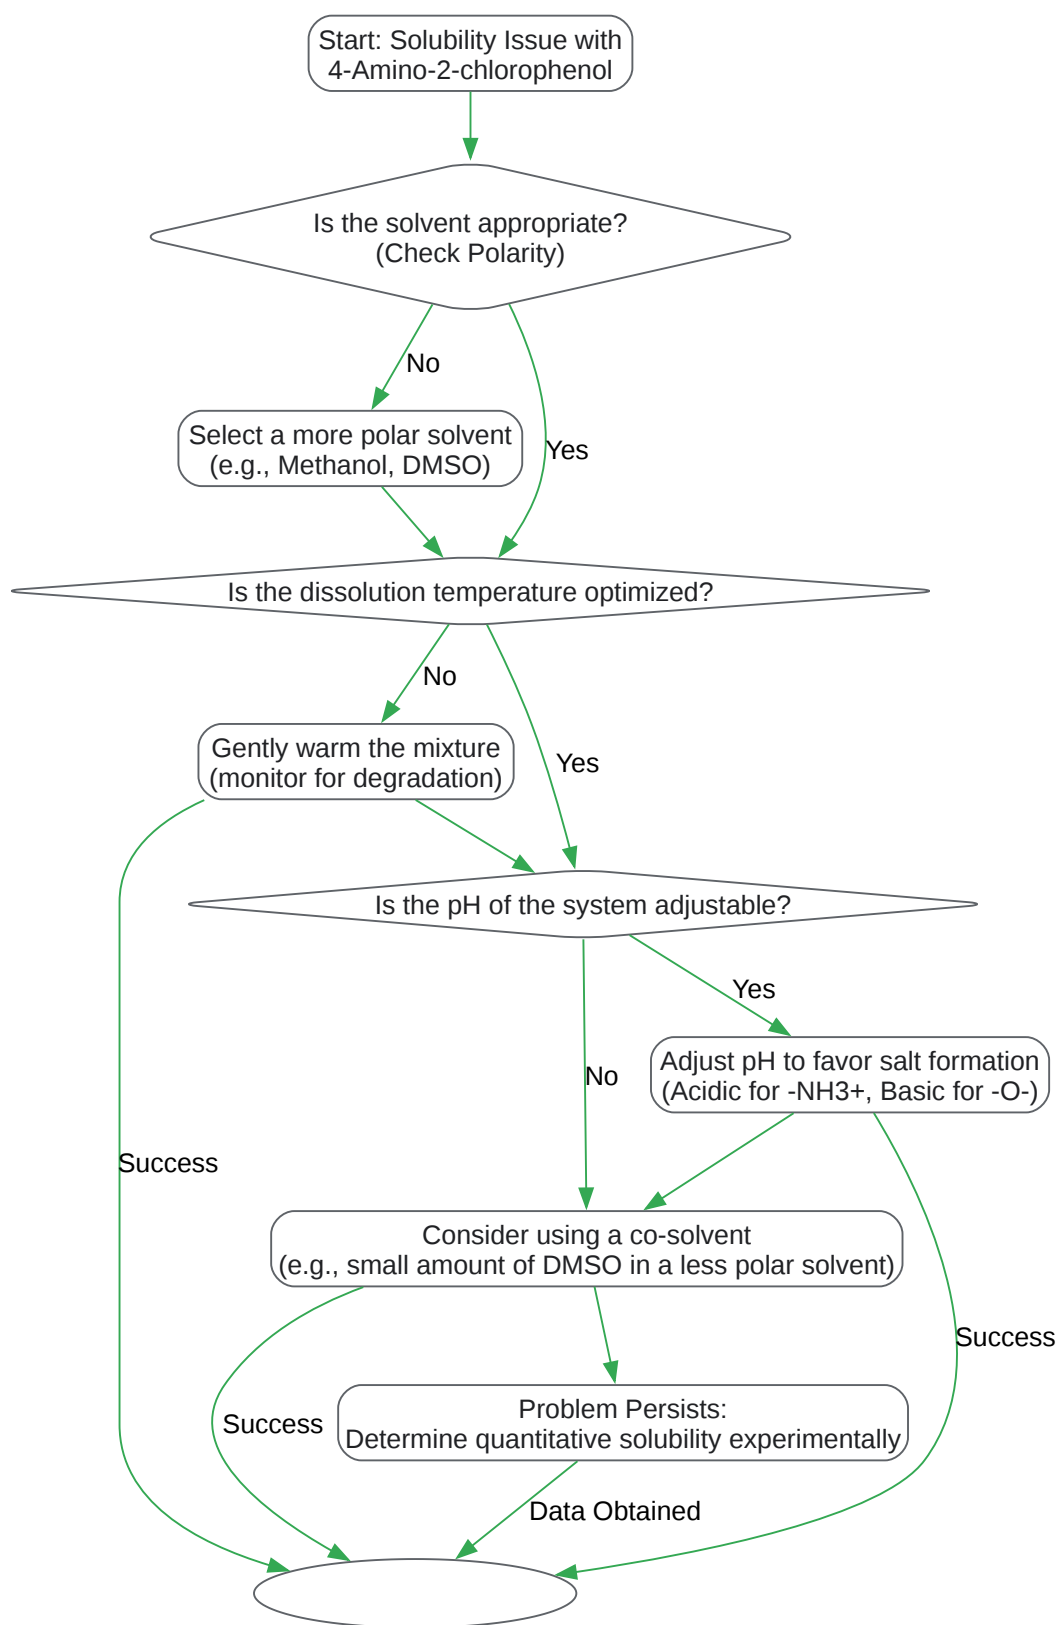 Start: Solubility Issue with
4-Amino-2-chlorophenol
Is the solvent appropriate?
(Check Polarity)
No
Select a more polar solvent
(e.g., Methanol, DMSO)
Yes
Is the dissolution temperature optimized?
No
Gently warm the mixture
(monitor for degradation)
Yes
Is the pH of the system adjustable?
Yes
Adjust pH to favor salt formation
(Acidic for -NH3+, Basic for -O-)
No
Success
Consider using a co-solvent
(e.g., small amount of DMSO in a less polar solvent)
Success
Success
Problem Persists:
Determine quantitative solubility experimentally
Data Obtained